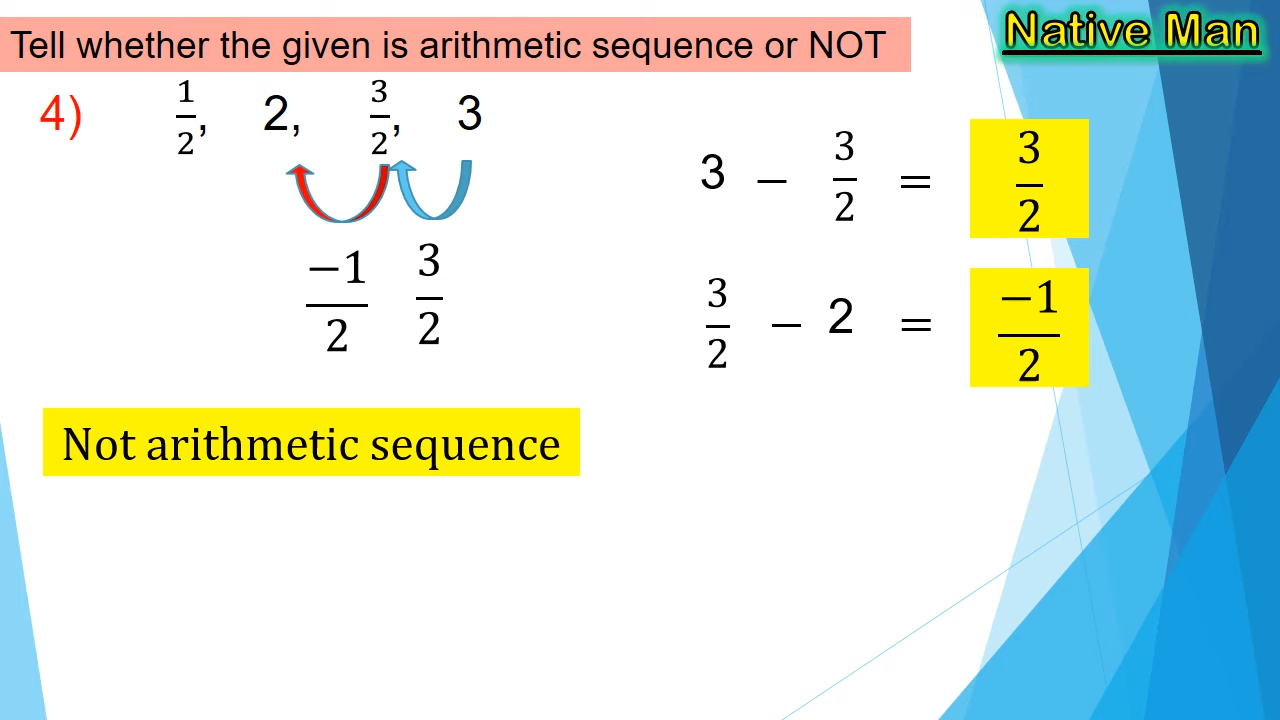 Tell whether the given is arithmetic sequence or NOT
Native Man
4) 1/2, 2, 3/2, 3
−1/2 3/2
3 − 3/2 = 3/2
3/2 − 2 = −1/2
Not arithmetic sequence